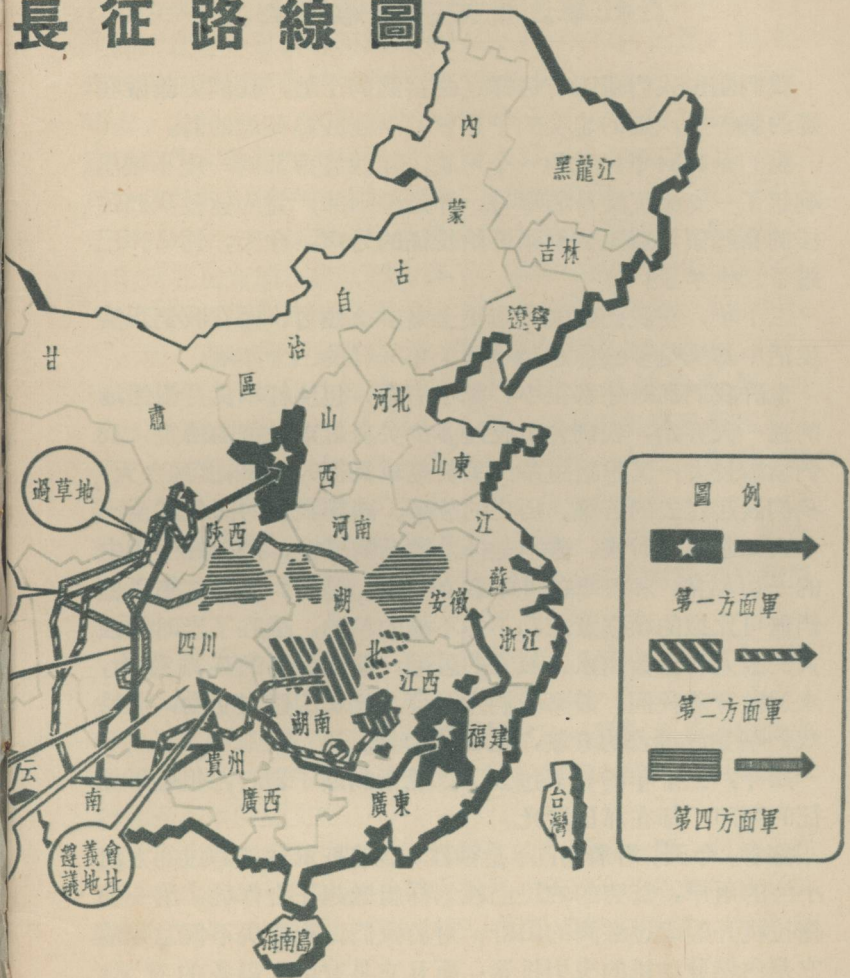 長征路線圖
內蒙古自治區
黑龍江
吉林
遼寧
甘肅
河北
山西
山東
過草地
陝西
河南
江蘇
安徽
湖北
四川
浙江
江西
湖南
福建
貴州
云南
廣西
廣東
台灣
遵義會
議地址
海南島
圖例
第一方面軍
第二方面軍
第四方面軍